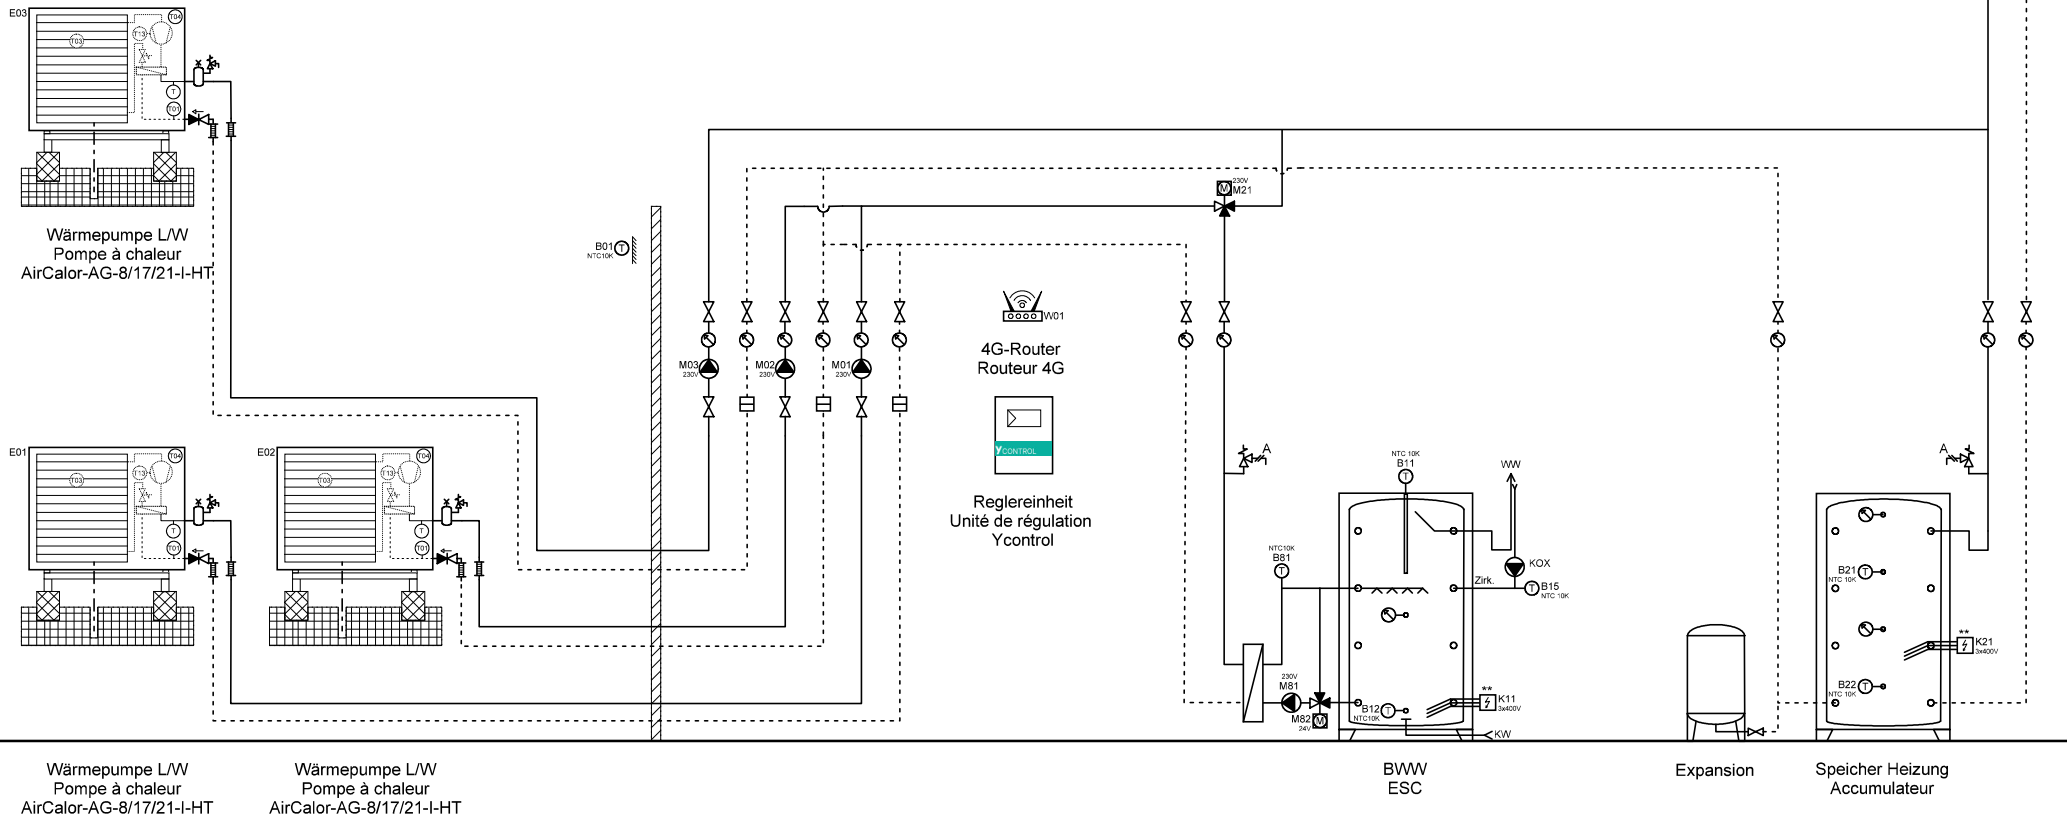 E03
T04
T13
T03
T
T01
Wärmepumpe L/W
Pompe à chaleur
AirCalor-AG-8/17/21-I-HT
B01
T
NTC10K
230V
M
M21
W01
4G-Router
Routeur 4G
M03
230V
M02
230V
M01
230V
YCONTROL
Reglereinheit
Unité de régulation
Ycontrol
E01
T04
T13
T03
T
T01
E02
T04
T13
T03
T
T01
A
NTC 10K
B11
T
WW
A
NTC10K
B81
T
KOX
Zirk.
T
B15
NTC 10K
B21
T
NTC 10K
**
K21
3x400V
B22
T
NTC 10K
230V
M81
M82
M
24V
B12
T
NTC10K
**
K11
3x400V
KW
Wärmepumpe L/W
Pompe à chaleur
AirCalor-AG-8/17/21-I-HT
Wärmepumpe L/W
Pompe à chaleur
AirCalor-AG-8/17/21-I-HT
BWW
ESC
Expansion
Speicher Heizung
Accumulateur